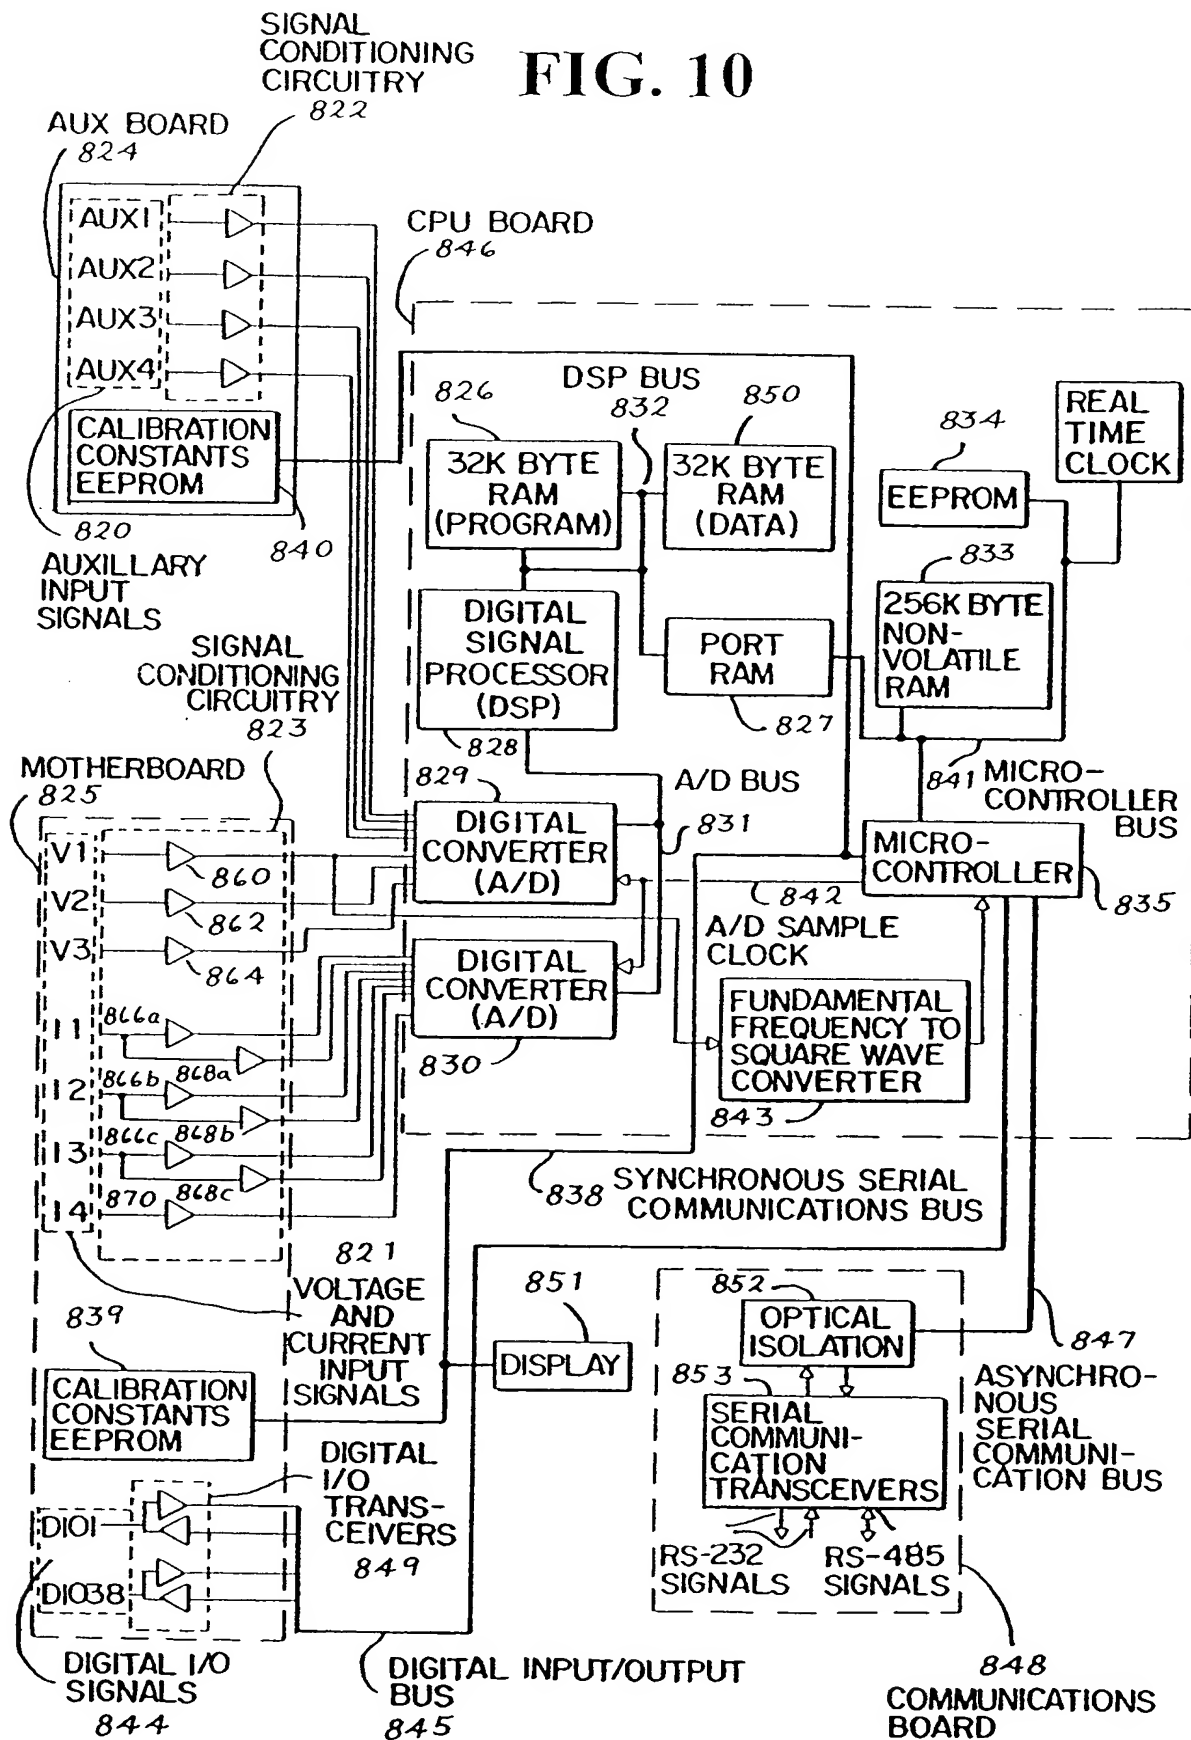 FIG. 10
SIGNAL
CONDITIONING
CIRCUITRY
822
AUX BOARD
824
AUX1
AUX2
AUX3
AUX4
CALIBRATION
CONSTANTS
EEPROM
820
840
AUXILLARY
INPUT
SIGNALS
CPU BOARD
846
DSP BUS
826
832
850
834
REAL
TIME
CLOCK
32K BYTE
RAM
(PROGRAM)
32K BYTE
RAM
(DATA)
EEPROM
833
DIGITAL
SIGNAL
PROCESSOR
(DSP)
828
PORT
RAM
827
256K BYTE
NON-
VOLATILE
RAM
841
MICRO-
CONTROLLER
BUS
SIGNAL
CONDITIONING
CIRCUITRY
823
MOTHERBOARD
825
829
A/D BUS
831
DIGITAL
CONVERTER
(A/D)
MICRO-
CONTROLLER
835
842
A/D SAMPLE
CLOCK
V1
860
V2
862
V3
864
DIGITAL
CONVERTER
(A/D)
830
FUNDAMENTAL
FREQUENCY TO
SQUARE WAVE
CONVERTER
843
I1
866a
868a
I2
866b
868b
I3
866c
868c
I4
870
838
SYNCHRONOUS SERIAL
COMMUNICATIONS BUS
821
VOLTAGE
AND
CURRENT
INPUT
SIGNALS
839
CALIBRATION
CONSTANTS
EEPROM
851
DISPLAY
852
OPTICAL
ISOLATION
847
ASYNCHRO-
NOUS
SERIAL
COMMUNI-
CATION BUS
853
SERIAL
COMMUNI-
CATION
TRANSCEIVERS
RS-232
SIGNALS
RS-485
SIGNALS
DIGITAL
I/O
TRANS-
CEIVERS
849
DIO1
DIO38
DIGITAL I/O
SIGNALS
844
DIGITAL INPUT/OUTPUT
BUS
845
848
COMMUNICATIONS
BOARD